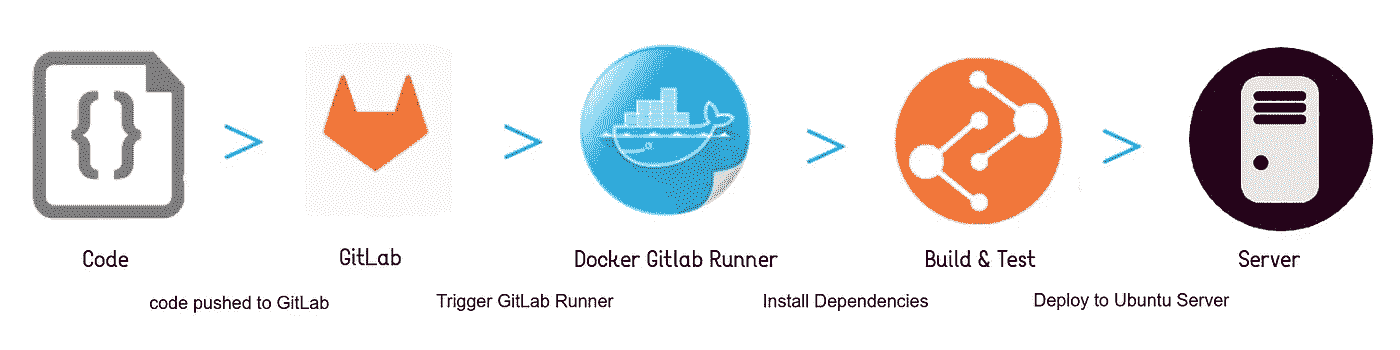 { }
Code
GitLab
Docker Gitlab Runner
Build & Test
Server
code pushed to GitLab
Trigger GitLab Runner
Install Dependencies
Deploy to Ubuntu Server